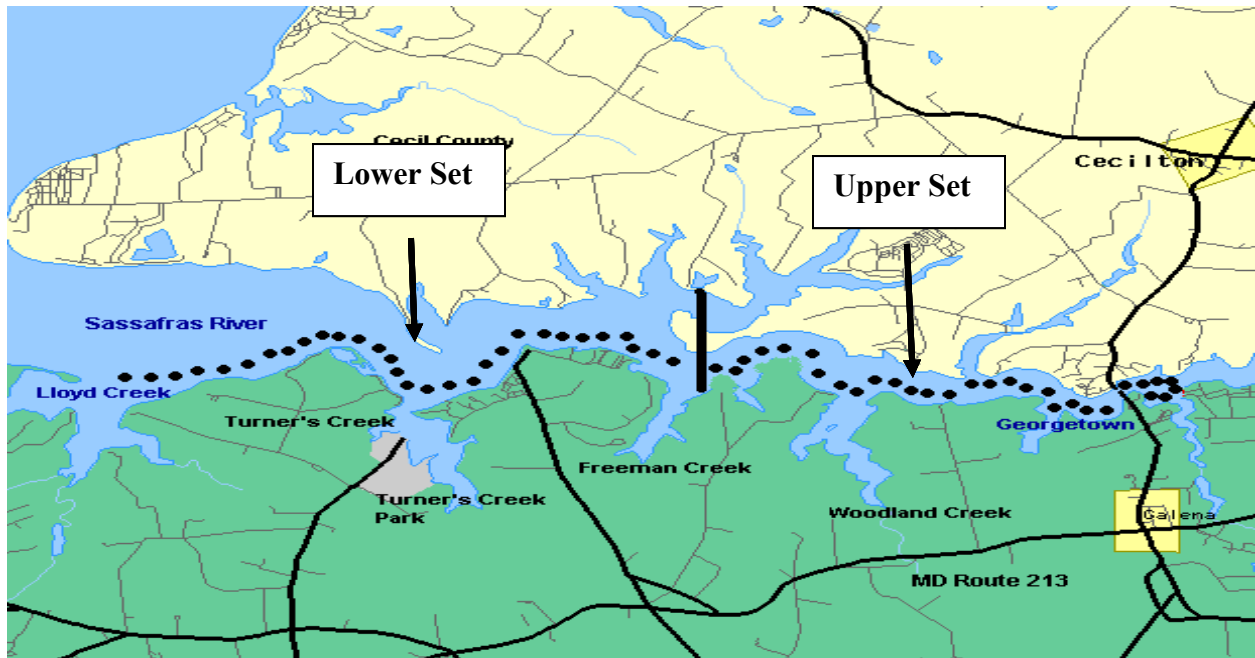 Cecil County
Lower Set
Cecilton
Upper Set
Sassafras River
Lloyd Creek
Turner's Creek
Georgetown
Freeman Creek
Turner's Creek
Park
Woodland Creek
Galena
MD Route 213